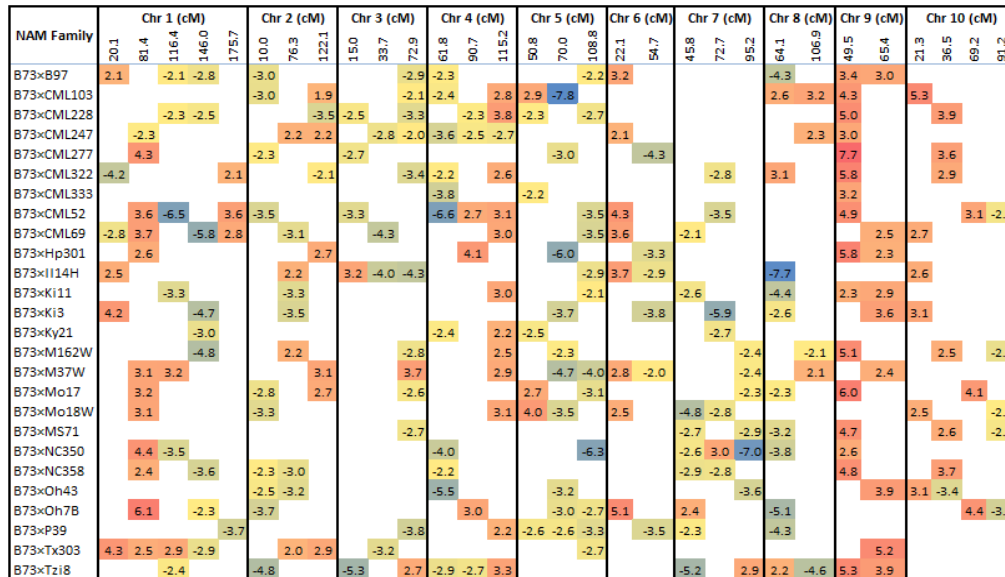 NAM Family Chr 1 (cM) Chr 2 (cM) Chr 3 (cM) Chr 4 (cM) Chr 5 (cM) Chr 6 (cM) Chr 7 (cM) Chr 8 (cM) Chr 9 (cM) Chr 10 (cM)
20.1 81.4 116.4 146.0 175.7 10.0 76.3 122.1 15.0 33.7 72.9 61.8 90.7 115.2 50.8 70.0 108.8 22.1 54.7 45.8 72.7 95.2 64.1 106.9 49.5 65.4 21.3 36.5 69.2 91.2
B73×B97 2.1 -2.1 -2.8 -3.0 -2.9 -2.3 -2.2 3.2 -4.3 3.4 3.0
B73×CML103 -3.0 1.9 -2.1 -2.4 2.8 2.9 -7.8 2.6 3.2 4.3 5.3
B73×CML228 -2.3 -2.5 -3.5 -2.5 -3.3 -2.3 3.8 -2.3 -2.7 5.0 3.9
B73×CML247 -2.3 2.2 2.2 -2.8 -2.0 -3.6 -2.5 -2.7 2.1 2.3 3.0
B73×CML277 4.3 -2.3 -2.7 -3.0 -4.3 7.7 3.6
B73×CML322 -4.2 2.1 -2.1 -3.4 -2.2 2.6 -2.8 3.1 5.8 2.9
B73×CML333 -3.8 -2.2 3.2
B73×CML52 3.6 -6.5 3.6 -3.5 -3.3 -6.6 2.7 3.1 -3.5 4.3 -3.5 4.9 3.1 -2.
B73×CML69 -2.8 3.7 -5.8 2.8 -3.1 -4.3 3.0 -3.5 3.6 -2.1 2.5 2.7
B73×Hp301 2.6 2.7 4.1 -6.0 -3.3 5.8 2.3
B73×Il14H 2.5 2.2 3.2 -4.0 -4.3 -2.9 3.7 -2.9 -7.7 2.6
B73×Ki11 -3.3 -3.3 3.0 -2.1 -2.6 -4.4 2.3 2.9
B73×Ki3 4.2 -4.7 -3.5 -3.7 -3.8 -5.9 -2.6 3.6 3.1
B73×Ky21 -3.0 -2.4 2.2 -2.5 -2.7
B73×M162W -4.8 2.2 -2.8 2.5 -2.3 -2.4 -2.1 5.1 2.5 -2.
B73×M37W 3.1 3.2 3.1 3.7 2.9 -4.7 -4.0 2.8 -2.0 -2.4 2.1 2.4
B73×Mo17 3.2 -2.8 2.7 -2.6 2.7 -3.1 -2.3 -2.3 6.0 4.1
B73×Mo18W 3.1 -3.3 3.1 4.0 -3.5 2.5 -4.8 -2.8 2.5 -2.
B73×MS71 -2.7 -2.7 -2.9 -3.2 4.7 2.6 -2.
B73×NC350 4.4 -3.5 -4.0 -6.3 -2.6 3.0 -7.0 -3.8 2.6
B73×NC358 2.4 -3.6 -2.3 -3.0 -2.2 -2.9 -2.8 4.8 3.7
B73×Oh43 -2.5 -3.2 -5.5 -3.2 -3.6 3.9 3.1 -3.4
B73×Oh7B 6.1 -2.3 -3.7 3.0 -3.0 -2.7 5.1 2.4 -5.1 4.4 -3.
B73×P39 -3.7 -3.8 2.2 -2.6 -2.6 -3.3 -3.5 -2.3 -4.3
B73×Tx303 4.3 2.5 2.9 -2.9 2.0 2.9 -3.2 -2.7 5.2
B73×Tzi8 -2.4 -4.8 -5.3 2.7 -2.9 -2.7 3.3 -5.2 2.9 2.2 -4.6 5.3 3.9